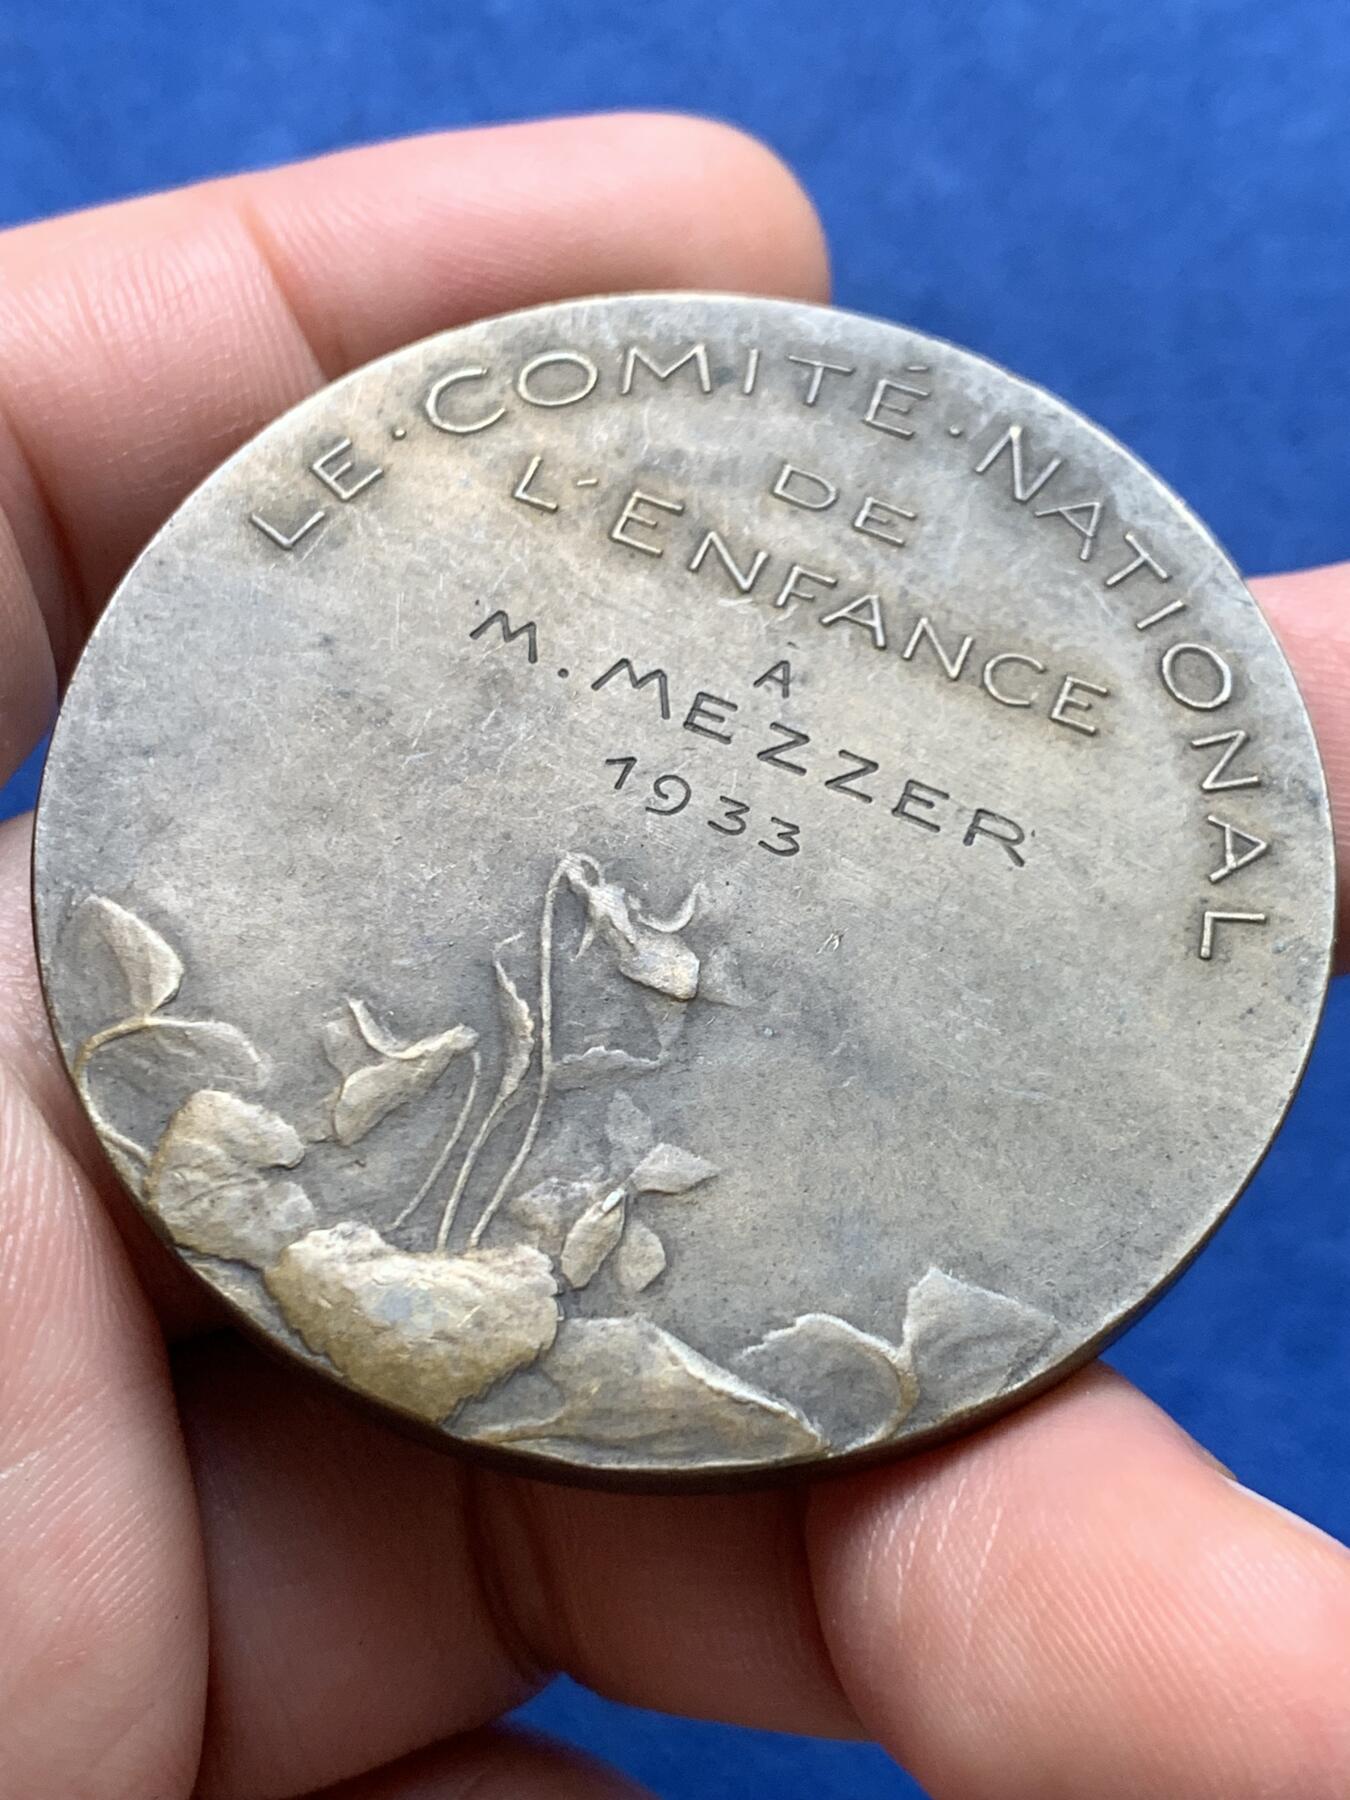 LE·COMITÉ·NATIONAL
DE
L'ENFANCE
A
M. MEZZER
1933